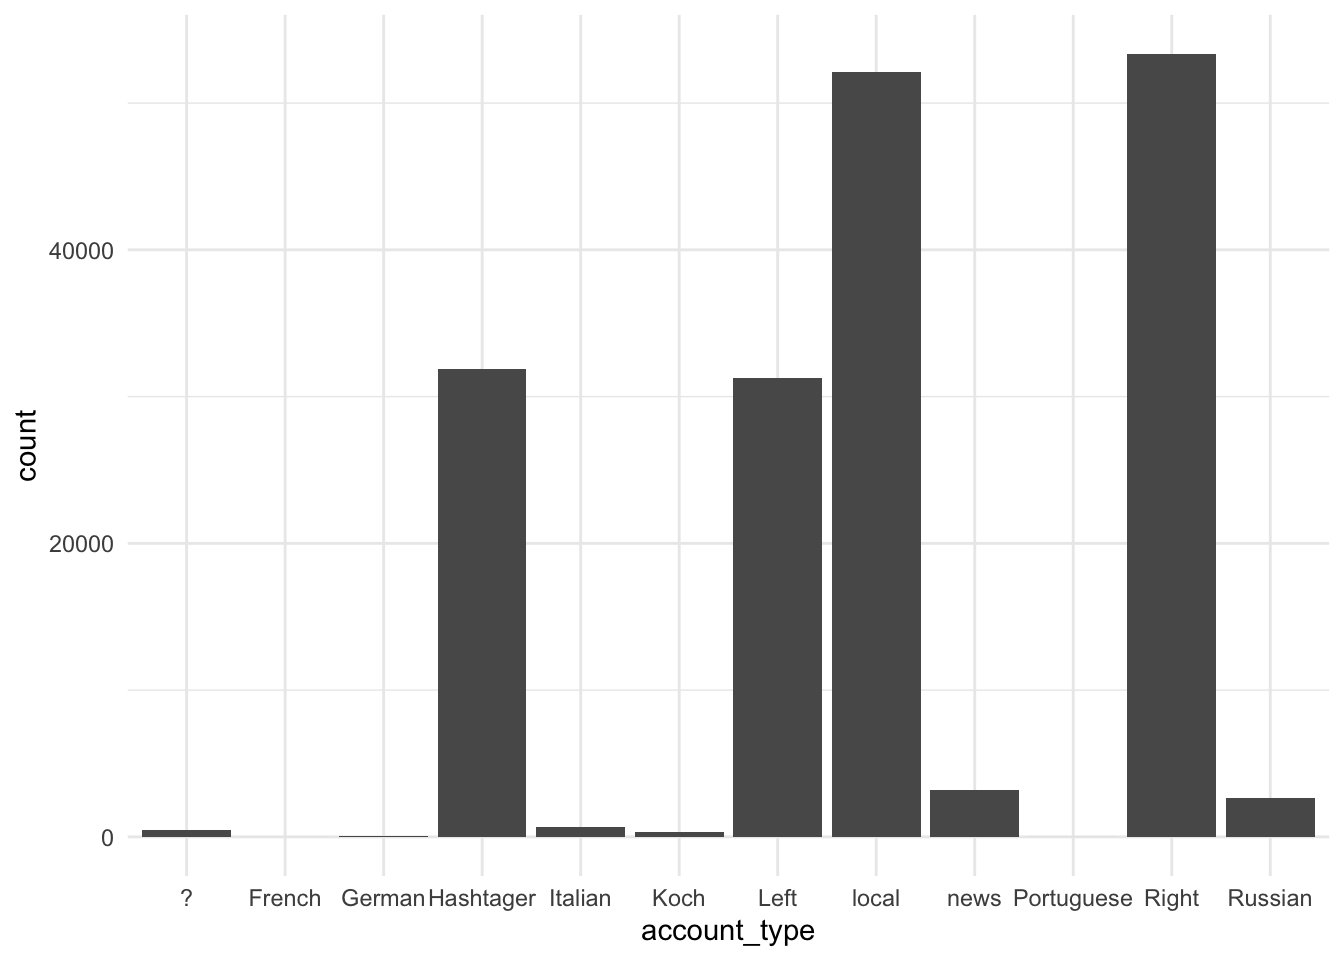 count
40000
20000
0
? French German Hashtager Italian Koch Left local news Portuguese Right Russian
account_type